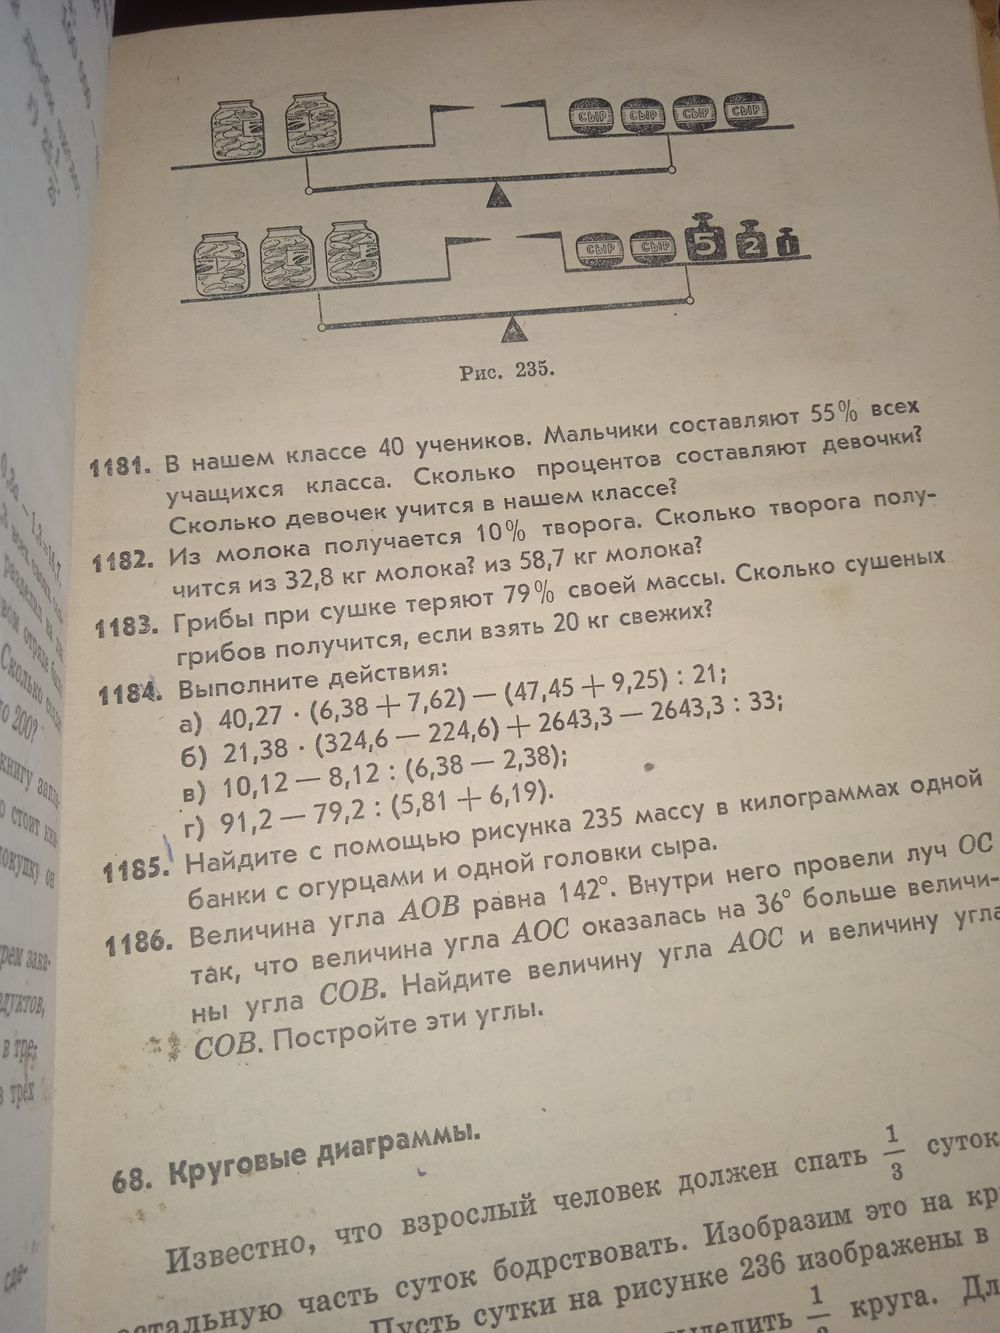 СЫР СЫР СЫР СЫР
СЫР СЫР 5 2 1
Рис. 235.
1181. В нашем классе 40 учеников. Мальчики составляют 55% всех
учащихся класса. Сколько процентов составляют девочки?
Сколько девочек учится в нашем классе?
1182. Из молока получается 10% творога. Сколько творога полу-
чится из 32,8 кг молока? из 58,7 кг молока?
1183. Грибы при сушке теряют 79% своей массы. Сколько сушеных
грибов получится, если взять 20 кг свежих?
1184. Выполните действия:
а) 40,27 · (6,38 + 7,62) — (47,45 + 9,25) : 21;
б) 21,38 · (324,6 — 224,6) + 2643,3 — 2643,3 : 33;
в) 10,12 — 8,12 : (6,38 — 2,38);
г) 91,2 — 79,2 : (5,81 + 6,19).
1185. Найдите с помощью рисунка 235 массу в килограммах одной
банки с огурцами и одной головки сыра.
1186. Величина угла AOB равна 142°. Внутри него провели луч OC
так, что величина угла AOC оказалась на 36° больше величи-
ны угла COB. Найдите величину угла AOC и величину угла
COB. Постройте эти углы.
68. Круговые диаграммы.
Известно, что взрослый человек должен спать 1/3 суток
стальную часть суток бодрствовать. Изобразим это на кр
Пусть сутки на рисунке 236 изображены в
круга.